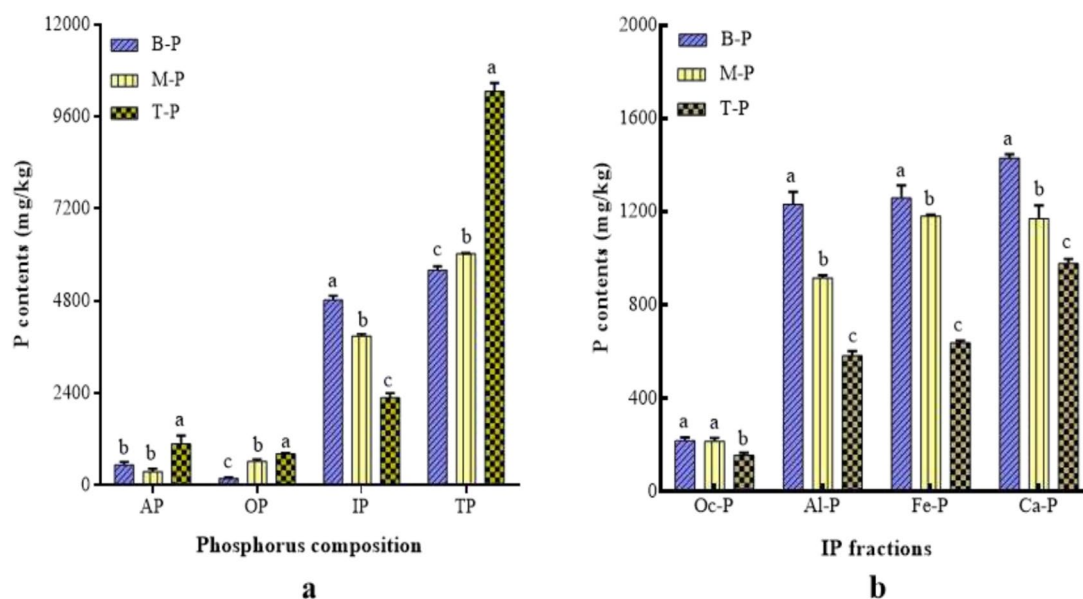 12000
9600
7200
4800
2400
0
P contents (mg/kg)
B-P
M-P
T-P
b b a
c b a
a b c
c b a
AP OP IP TP
Phosphorus composition
a
2000
1600
1200
800
400
0
P contents (mg/kg)
B-P
M-P
T-P
a a b
a b c
a b c
a b c
Oc-P Al-P Fe-P Ca-P
IP fractions
b